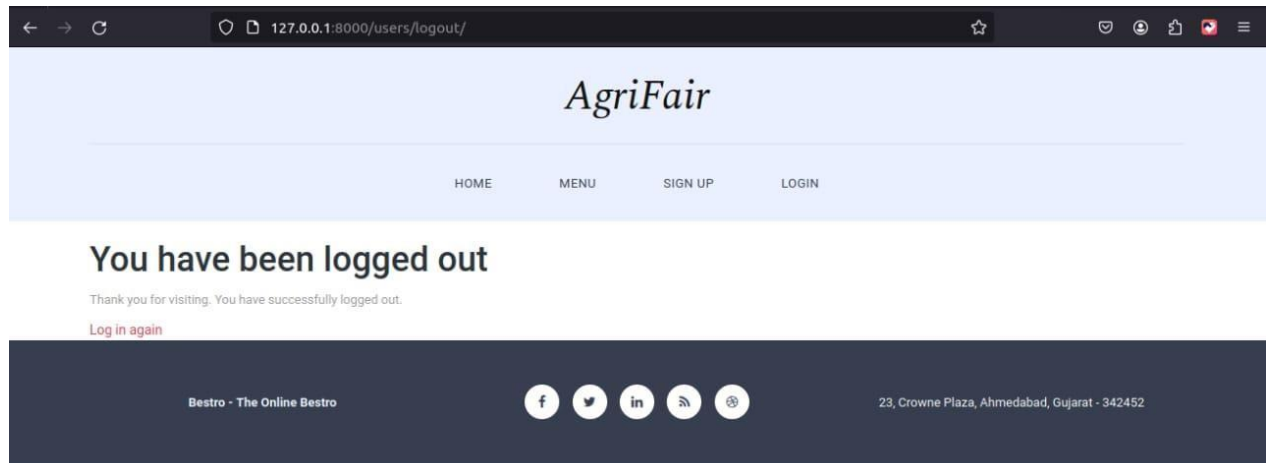 127.0.0.1:8000/users/logout/
AgriFair
HOME MENU SIGN UP LOGIN
You have been logged out
Thank you for visiting. You have successfully logged out.
Log in again
Bestro - The Online Bestro
f in
23, Crowne Plaza, Ahmedabad, Gujarat - 342452